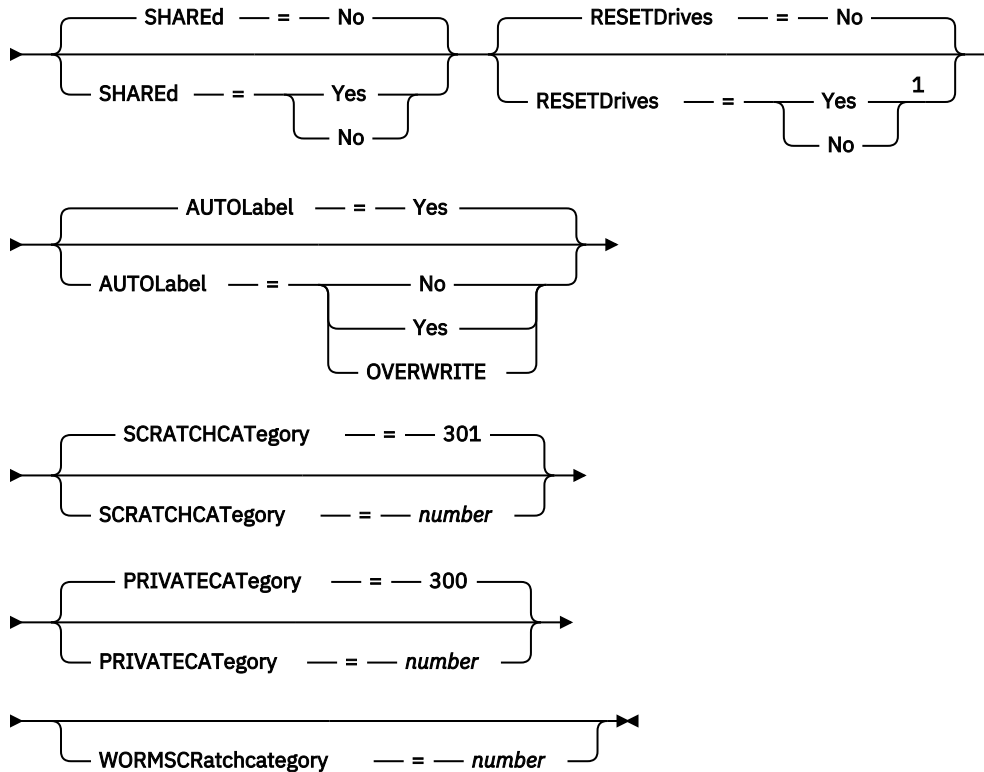 SHAREd = No
RESETDrives = No
SHAREd = Yes
No
RESETDrives = Yes 1
No
AUTOLabel = Yes
AUTOLabel = No
Yes
OVERWRITE
SCRATCHCATegory = 301
SCRATCHCATegory = number
PRIVATECATegory = 300
PRIVATECATegory = number
WORMSCRatchcategory = number